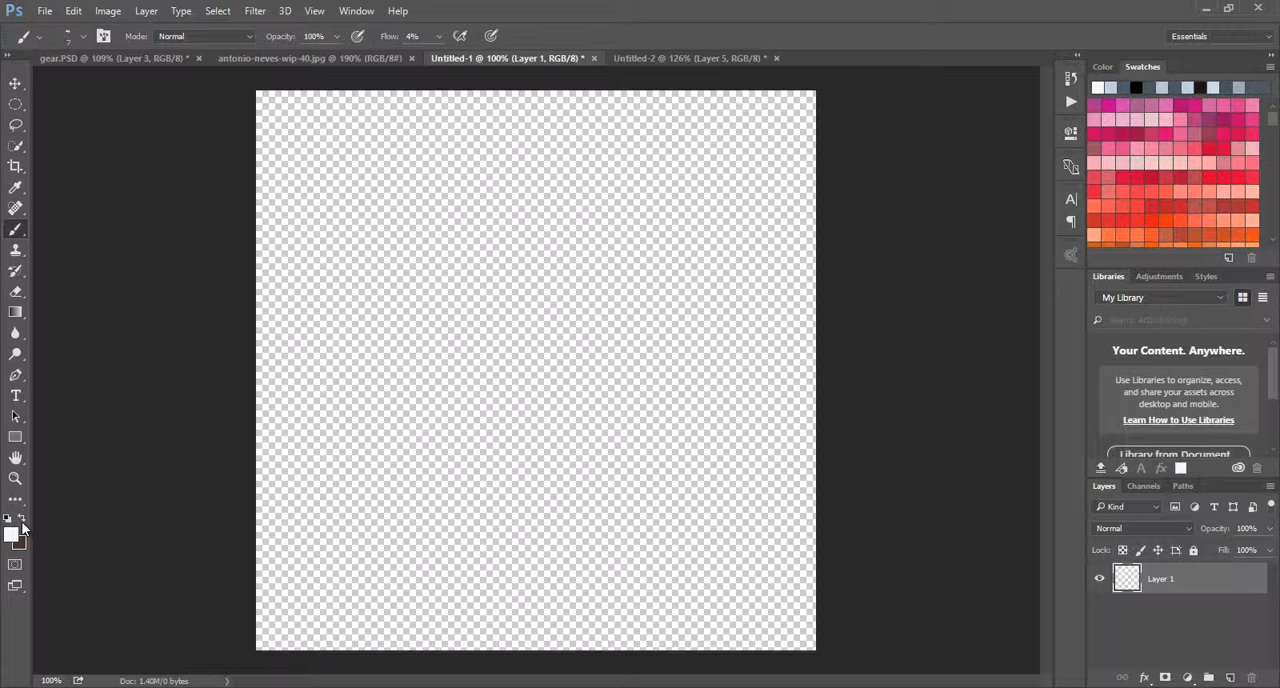 Ps File Edit Image Layer Type Select Filter 3D View Window Help
7 Mode: Normal Opacity: 100% Flow: 4% Essentials
gear.PSD @ 109% (Layer 3, RGB/8) * × antonio-neves-wip-40.jpg @ 190% (RGB/8#) × Untitled-1 @ 100% (Layer 1, RGB/8) * × Untitled-2 @ 126% (Layer 5, RGB/8) * ×
Color Swatches
Libraries Adjustments Styles
My Library
Search Adobe Stock
Your Content. Anywhere.
Use Libraries to organize, access,
and share your assets across
desktop and mobile.
Learn How to Use Libraries
Library from Document
Layers Channels Paths
Kind
Normal Opacity: 100%
Lock: Fill: 100%
Layer 1
100% Doc: 1.40M/0 bytes